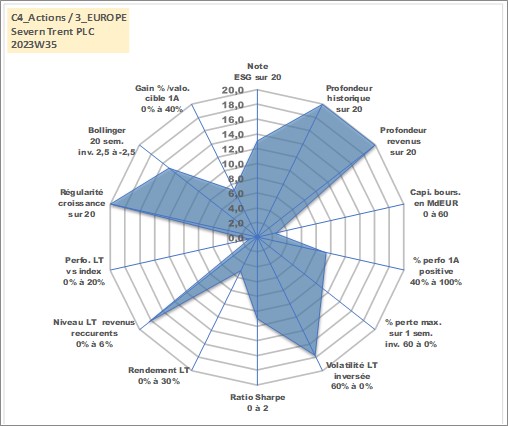 C4_Actions / 3_EUROPE
Severn Trent PLC
2023W35
Note
ESG sur 20
Profondeur
historique
sur 20
Profondeur
revenus
sur 20
Capi. bours.
en MdEUR
0 à 60
% perfo 1A
positive
40% à 100%
% perte max.
sur 1 sem.
inv. 60 à 0%
Volatilité LT
inversée
60% à 0%
Ratio Sharpe
0 à 2
Rendement LT
0% à 30%
Niveau LT revenus
reccurents
0% à 6%
Perfo. LT
vs index
0% à 20%
Régularité
croissance
sur 20
Bollinger
20 sem.
inv. 2,5 à -2,5
Gain %/valo.
cible 1A
0% à 40%
20,0
18,0
16,0
14,0
12,0
10,0
8,0
6,0
4,0
2,0
0,0